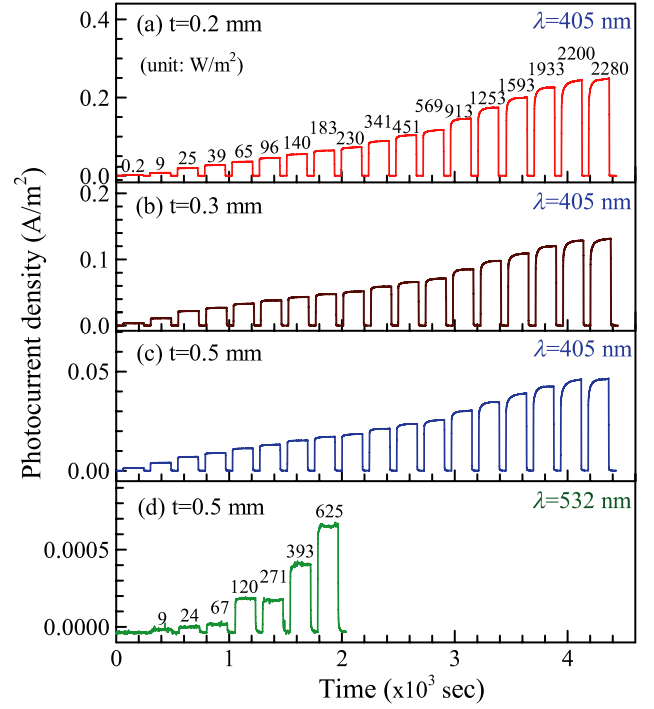 0.4
(a) t=0.2 mm
λ=405 nm
(unit: W/m²)
0.2
0.2 9 25 39 65 96 140 183 230 341 451 569 913 1253 1593 1933 2200 2280
0.0
0.2
(b) t=0.3 mm
λ=405 nm
0.1
0.0
(c) t=0.5 mm
λ=405 nm
0.05
0.00
(d) t=0.5 mm
λ=532 nm
0.0005
9 24 67 120 271 393 625
0.0000
0 1 2 3 4
Time (x10³ sec)
Photocurrent density (A/m²)